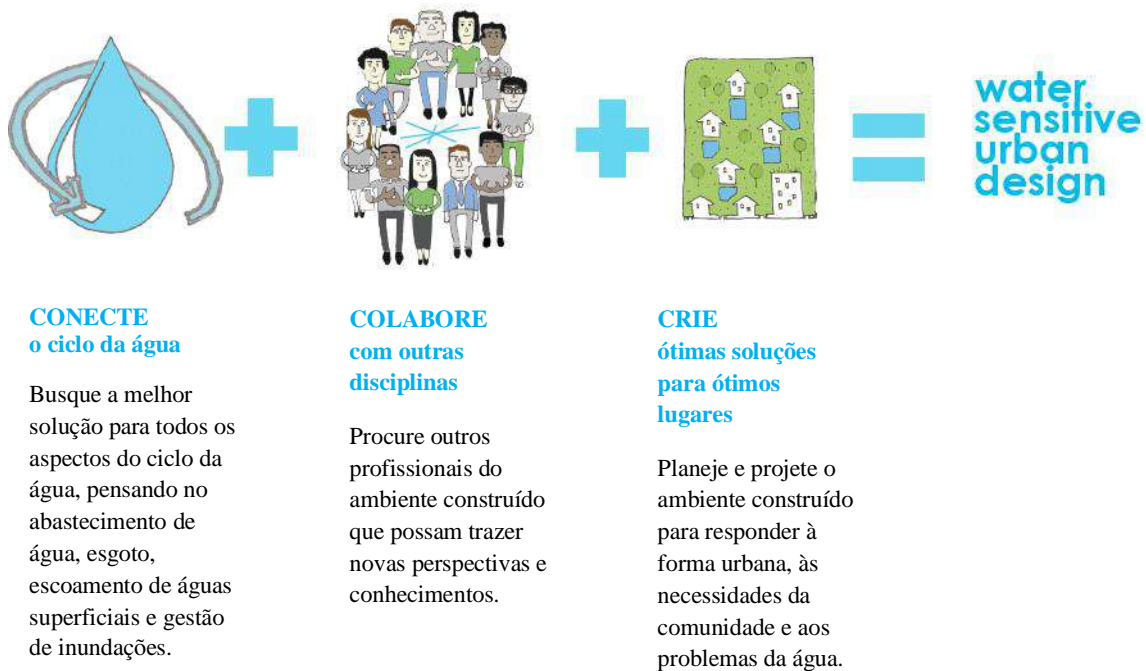 water
sensitive
urban
design
CONECTE
o ciclo da água
Busque a melhor
solução para todos os
aspectos do ciclo da
água, pensando no
abastecimento de
água, esgoto,
escoamento de águas
superficiais e gestão
de inundações.
COLABORE
com outras
disciplinas
Procure outros
profissionais do
ambiente construído
que possam trazer
novas perspectivas e
conhecimentos.
CRIE
ótimas soluções
para ótimos
lugares
Planeje e projete o
ambiente construído
para responder à
forma urbana, às
necessidades da
comunidade e aos
problemas da água.